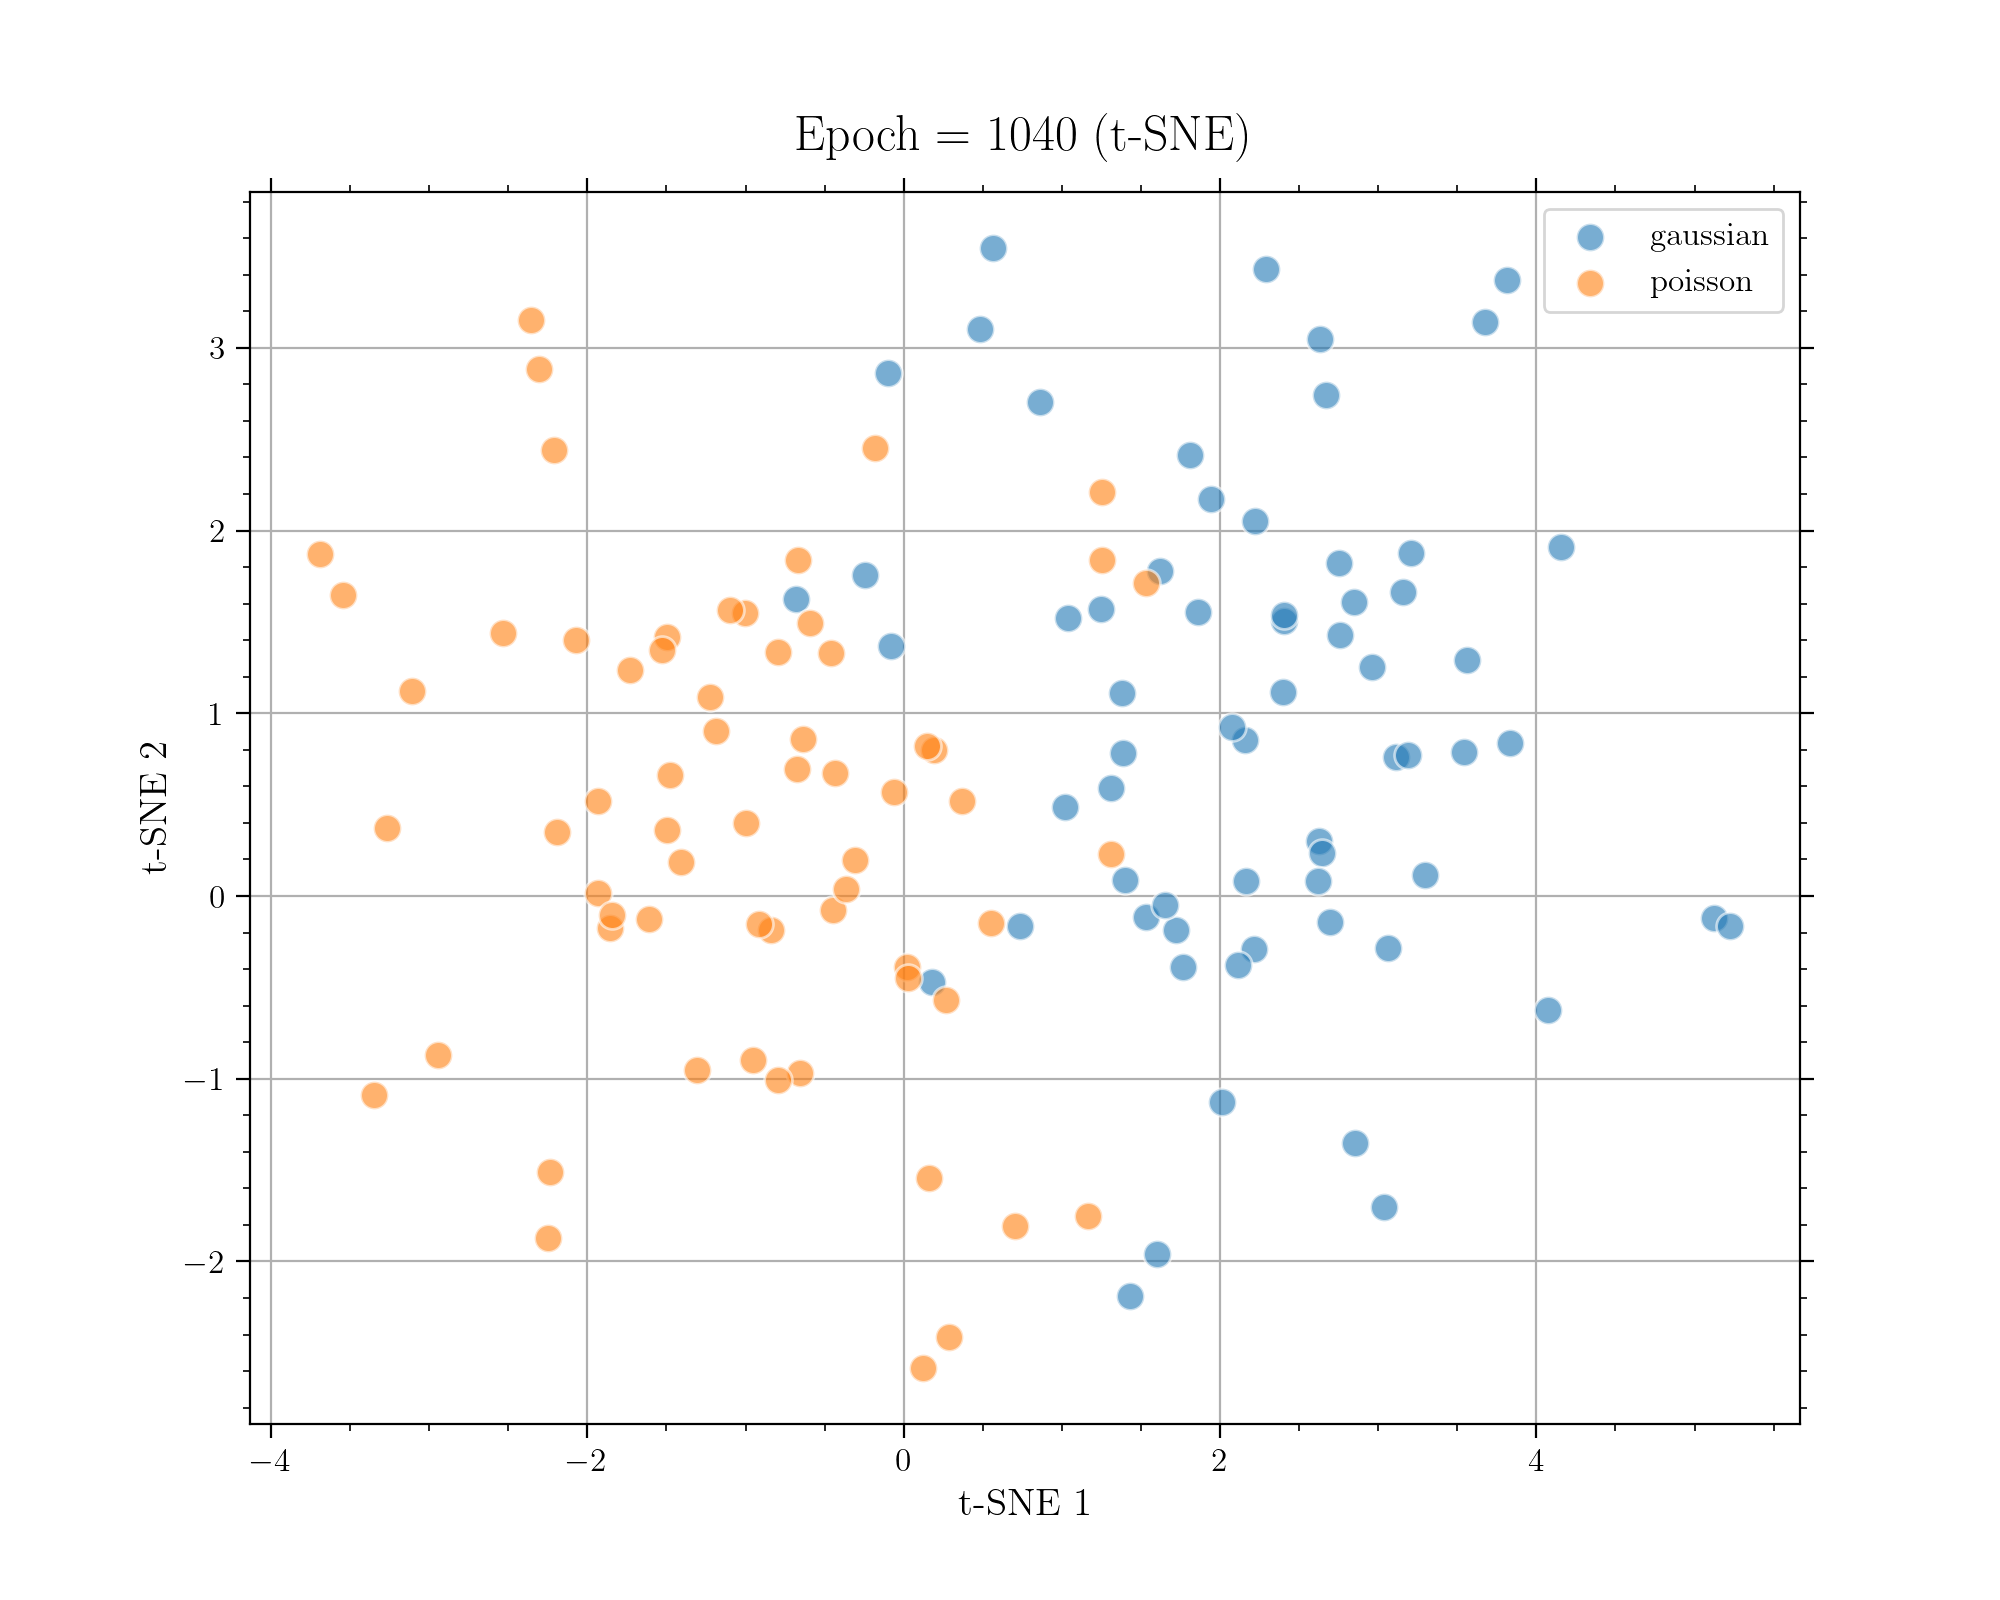 Epoch = 1040 (t-SNE)
gaussian
poisson
3
2
1
0
−1
−2
t-SNE 2
−4
−2
0
2
4
t-SNE 1